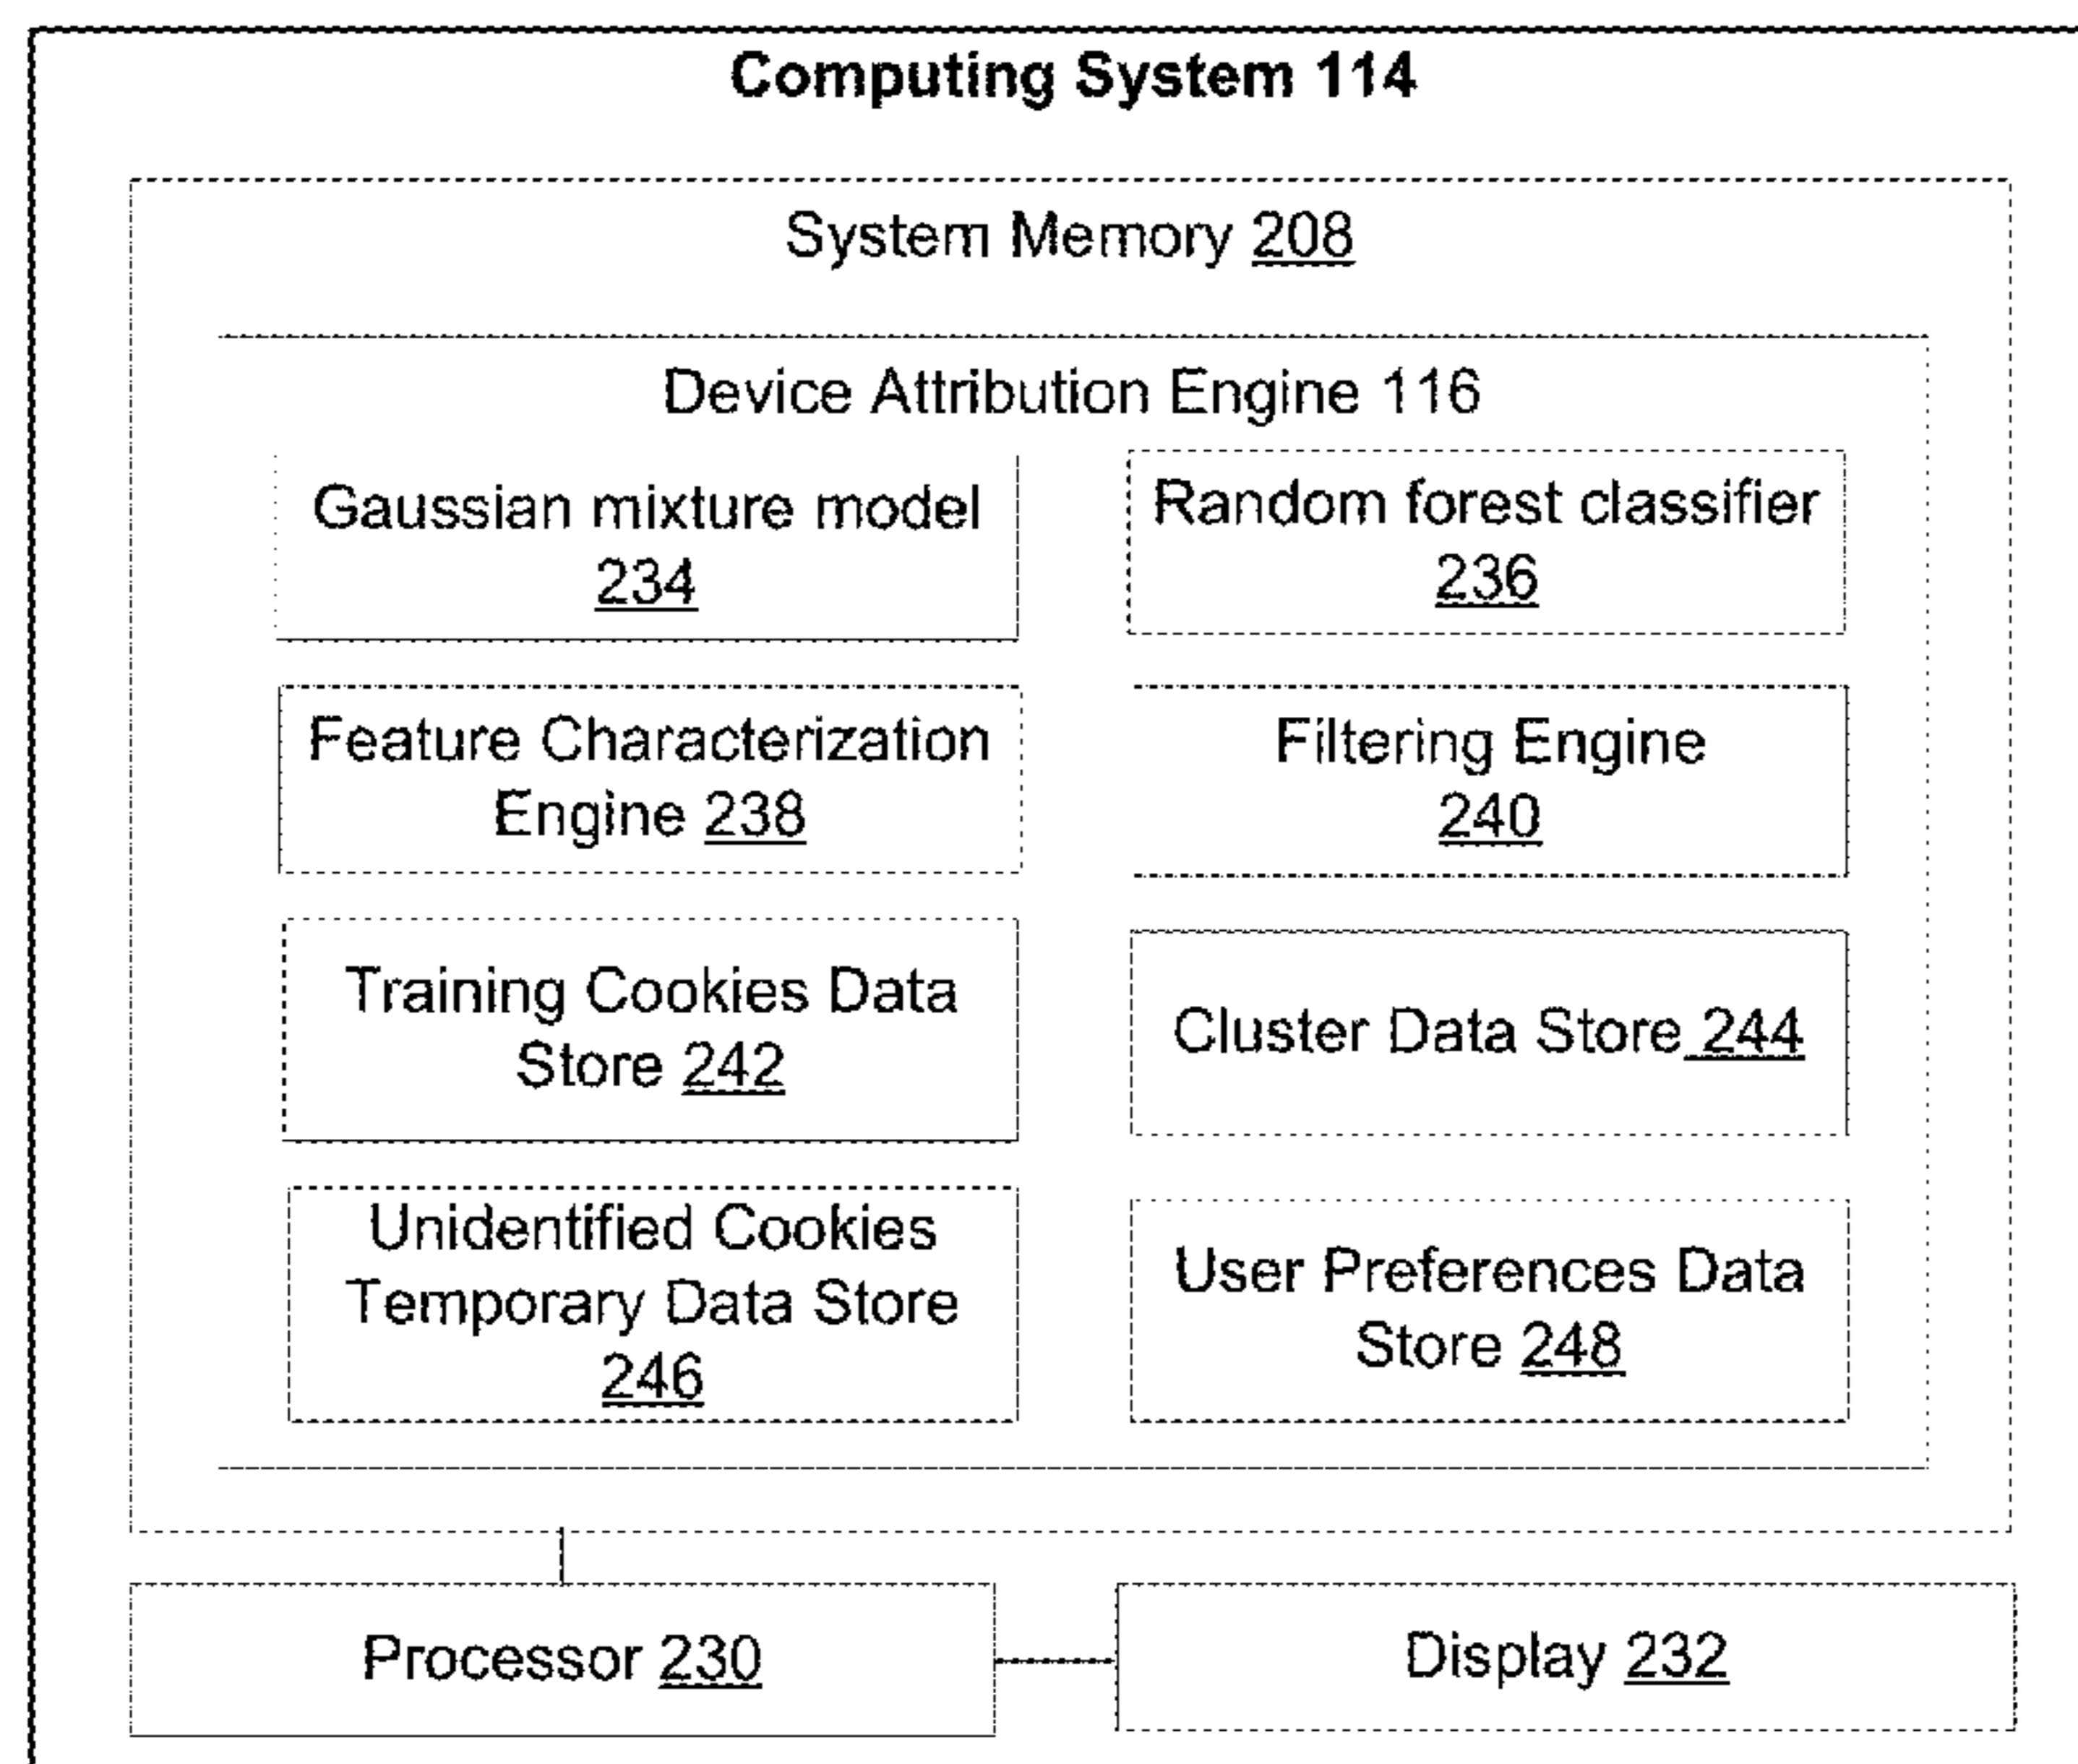 Computing System 114
System Memory 208
Device Attribution Engine 116
Gaussian mixture model
234
Random forest classifier
236
Feature Characterization
Engine 238
Filtering Engine
240
Training Cookies Data
Store 242
Cluster Data Store 244
Unidentified Cookies
Temporary Data Store
246
User Preferences Data
Store 248
Processor 230
Display 232